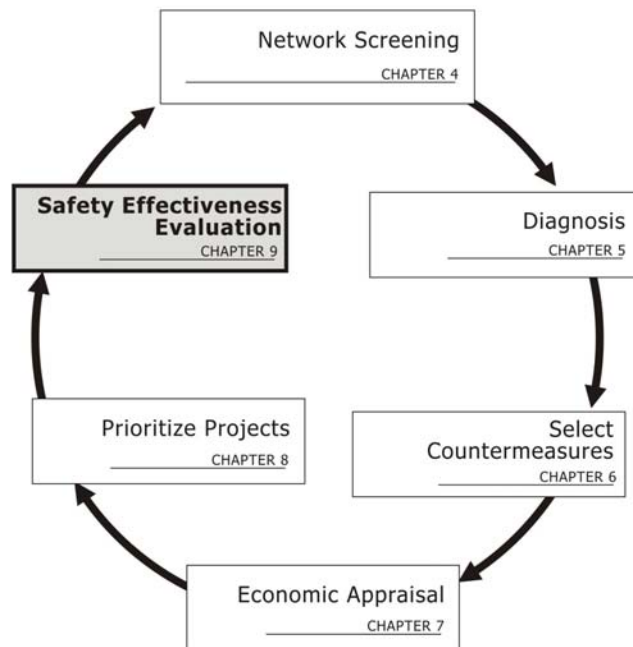 Network Screening
CHAPTER 4
Diagnosis
CHAPTER 5
Select
Countermeasures
CHAPTER 6
Economic Appraisal
CHAPTER 7
Prioritize Projects
CHAPTER 8
Safety Effectiveness
Evaluation
CHAPTER 9